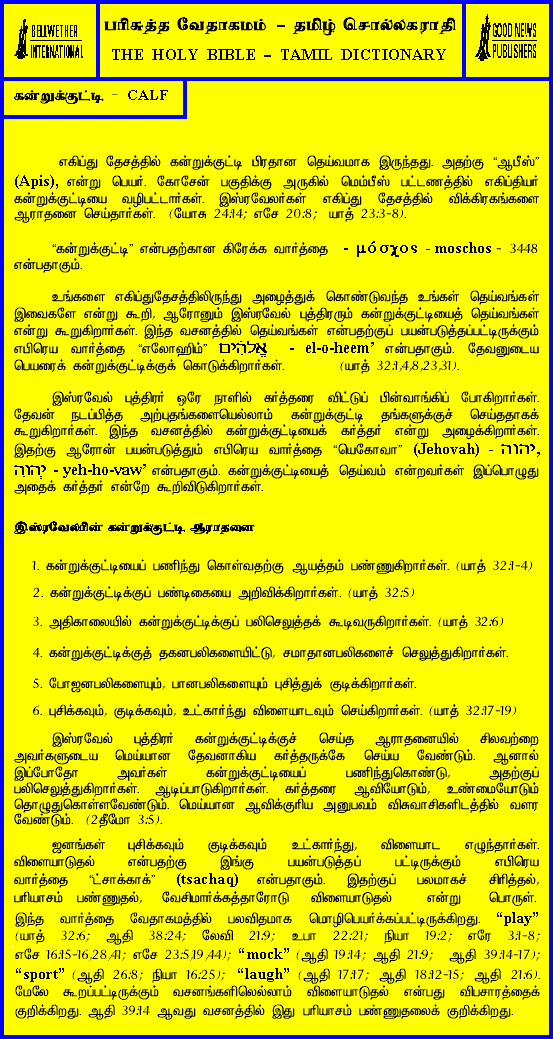 BELLWETHER
INTERNATIONAL
பரிசுத்த வேதாகமம் – தமிழ் சொல்லகராதி
THE HOLY BIBLE – TAMIL DICTIONARY
GOOD NEWS
PUBLISHERS
கன்றுக்குட்டி - CALF
எகிப்து தேசத்தில் கன்றுக்குட்டி பிரதான தெய்வமாக இருந்தது. அதற்கு “ஆபீஸ்”
(Apis), என்று பெயர். கோசேன் பகுதிக்கு அருகில் மெம்பீஸ் பட்டணத்தில் எகிப்தியர்
கன்றுக்குட்டியை வழிபட்டார்கள். இஸ்ரவேலர்கள் எகிப்து தேசத்தில் விக்கிரகங்களை
ஆராதனை செய்தார்கள். (யோசு 24:14; எசே 20:8; யாத் 23:3-8).
“கன்றுக்குட்டி” என்பதற்கான கிரேக்க வார்த்தை - μόσχος - moschos - 3448
என்பதாகும்.
உங்களை எகிப்துதேசத்திலிருந்து அழைத்துக் கொண்டுவந்த உங்கள் தெய்வங்கள்
இவைகளே என்று கூறி, ஆரோனும் இஸ்ரவேல் புத்திரரும் கன்றுக்குட்டியைத் தெய்வங்கள்
என்று கூறுகிறார்கள். இந்த வசனத்தில் தெய்வங்கள் என்பதற்குப் பயன்படுத்தப்பட்டிருக்கும்
எபிரெய வார்த்தை “எலோஹிம்” אֱלֹהִים - el-o-heem’ என்பதாகும். தேவனுடைய
பெயரைக் கன்றுக்குட்டிக்குக் கொடுக்கிறார்கள். (யாத் 32:1,4,8,23,31).
இஸ்ரவேல் புத்திரர் ஒரே நாளில் கர்த்தரை விட்டுப் பின்வாங்கிப் போகிறார்கள்.
தேவன் நடப்பித்த அற்புதங்களையெல்லாம் கன்றுக்குட்டி தங்களுக்குச் செய்ததாகக்
கூறுகிறார்கள். இந்த வசனத்தில் கன்றுக்குட்டியைக் கர்த்தர் என்று அழைக்கிறார்கள்.
இதற்கு ஆரோன் பயன்படுத்தும் எபிரெய வார்த்தை “யெகோவா” (Jehovah) - יהוה,
יְהוָה - yeh-ho-vaw’ என்பதாகும். கன்றுக்குட்டியைத் தெய்வம் என்றவர்கள் இப்பொழுது
அதைக் கர்த்தர் என்றே கூறிவிடுகிறார்கள்.
இஸ்ரவேலரின் கன்றுக்குட்டி ஆராதனை
1. கன்றுக்குட்டியைப் பணிந்து கொள்வதற்கு ஆயத்தம் பண்ணுகிறார்கள். (யாத் 32:1-4)
2. கன்றுக்குட்டிக்குப் பண்டிகையை அறிவிக்கிறார்கள். (யாத் 32:5)
3. அதிகாலையில் கன்றுக்குட்டிக்குப் பலிசெலுத்தக் கூடிவருகிறார்கள். (யாத் 32:6)
4. கன்றுக்குட்டிக்குத் தகனபலிகளையிட்டு, சமாதானபலிகளைச் செலுத்துகிறார்கள்.
5. போஜனபலிகளையும், பானபலிகளையும் புசித்துக் குடிக்கிறார்கள்.
6. புசிக்கவும், குடிக்கவும், உட்கார்ந்து விளையாடவும் செய்கிறார்கள். (யாத் 32:17-19)
இஸ்ரவேல் புத்திரர் கன்றுக்குட்டிக்குச் செய்த ஆராதனையில் சிலவற்றை
அவர்களுடைய மெய்யான தேவனாகிய கர்த்தருக்கே செய்ய வேண்டும். ஆனால்
இப்போதோ அவர்கள் கன்றுக்குட்டியைப் பணிந்துகொண்டு, அதற்குப்
பலிசெலுத்துகிறார்கள். ஆடிப்பாடுகிறார்கள். கர்த்தரை ஆவியோடும், உண்மையோடும்
தொழுதுகொள்ளவேண்டும். மெய்யான ஆவிக்குரிய அனுபவம் விசுவாசிகளிடத்தில் வளர
வேண்டும். (2தீமோ 3:5).
ஜனங்கள் புசிக்கவும் குடிக்கவும் உட்கார்ந்து, விளையாட எழுந்தார்கள்.
விளையாடுதல் என்பதற்கு இங்கு பயன்படுத்தப் பட்டிருக்கும் எபிரெய
வார்த்தை “ட்சாக்காக்” (tsachaq) என்பதாகும். இதற்குப் பலமாகச் சிரித்தல்,
பரியாசம் பண்ணுதல், வேசிமார்க்கத்தாரோடு விளையாடுதல் என்று பொருள்.
இந்த வார்த்தை வேதாகமத்தில் பலவிதமாக மொழிபெயர்க்கப்பட்டிருக்கிறது. “play”
(யாத் 32:6; ஆதி 38:24; லேவி 21:9; உபா 22:21; நியா 19:2; எரே 3:1-8;
எசே 16:15-16,28,41; எசே 23:5,19,44); “mock” (ஆதி 19:14; ஆதி 21:9; ஆதி 39:14-17);
“sport” (ஆதி 26:8; நியா 16:25); “laugh” (ஆதி 17:17; ஆதி 18:12-15; ஆதி 21:6).
மேலே கூறப்பட்டிருக்கும் வசனங்களிலெல்லாம் விளையாடுதல் என்பது விபசாரத்தைக்
குறிக்கிறது. ஆதி 39:14 ஆவது வசனத்தில் இது பரியாசம் பண்ணுதலைக் குறிக்கிறது.